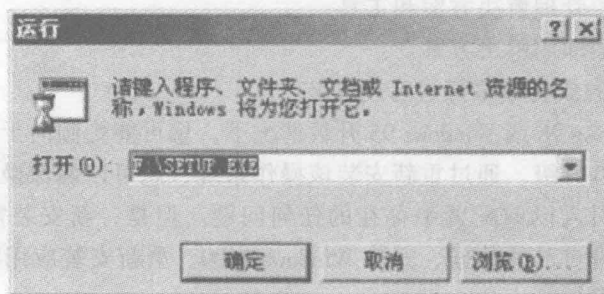 运行
请键入程序、文件夹、文档或 Internet 资源的名
称，Windows 将为您打开它。
打开(O):
F:\SETUP.EXE
确定
取消
浏览(B)...